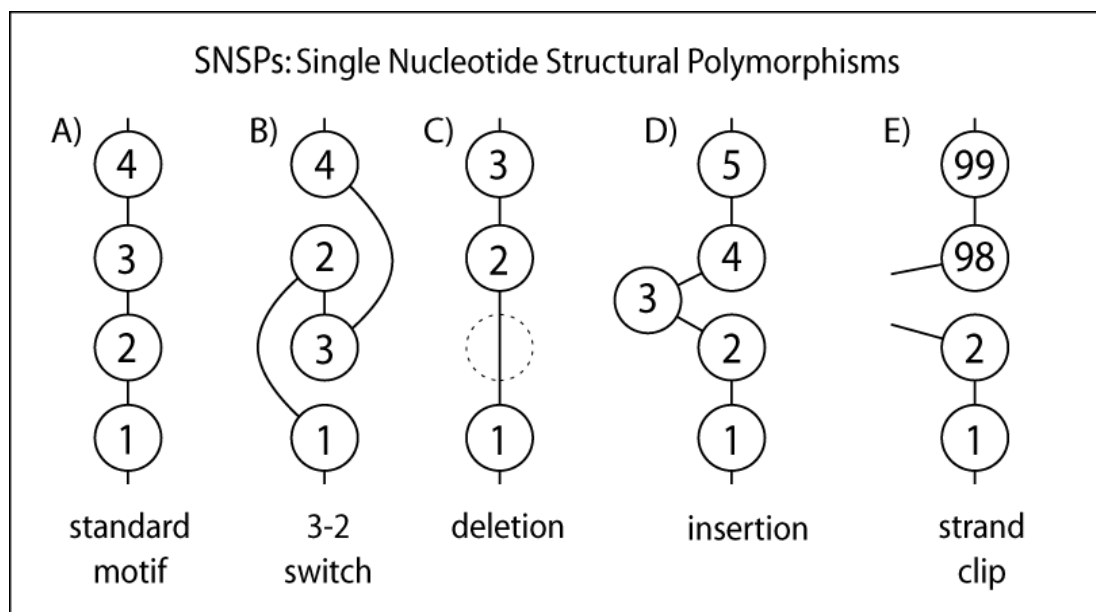 SNSPs: Single Nucleotide Structural Polymorphisms
A) B) C) D) E)
4 4 3 5 99
3 2 2 4 98
3
2 3 2 2
1 1 1 1 1
standard 3-2 deletion insertion strand
motif switch clip